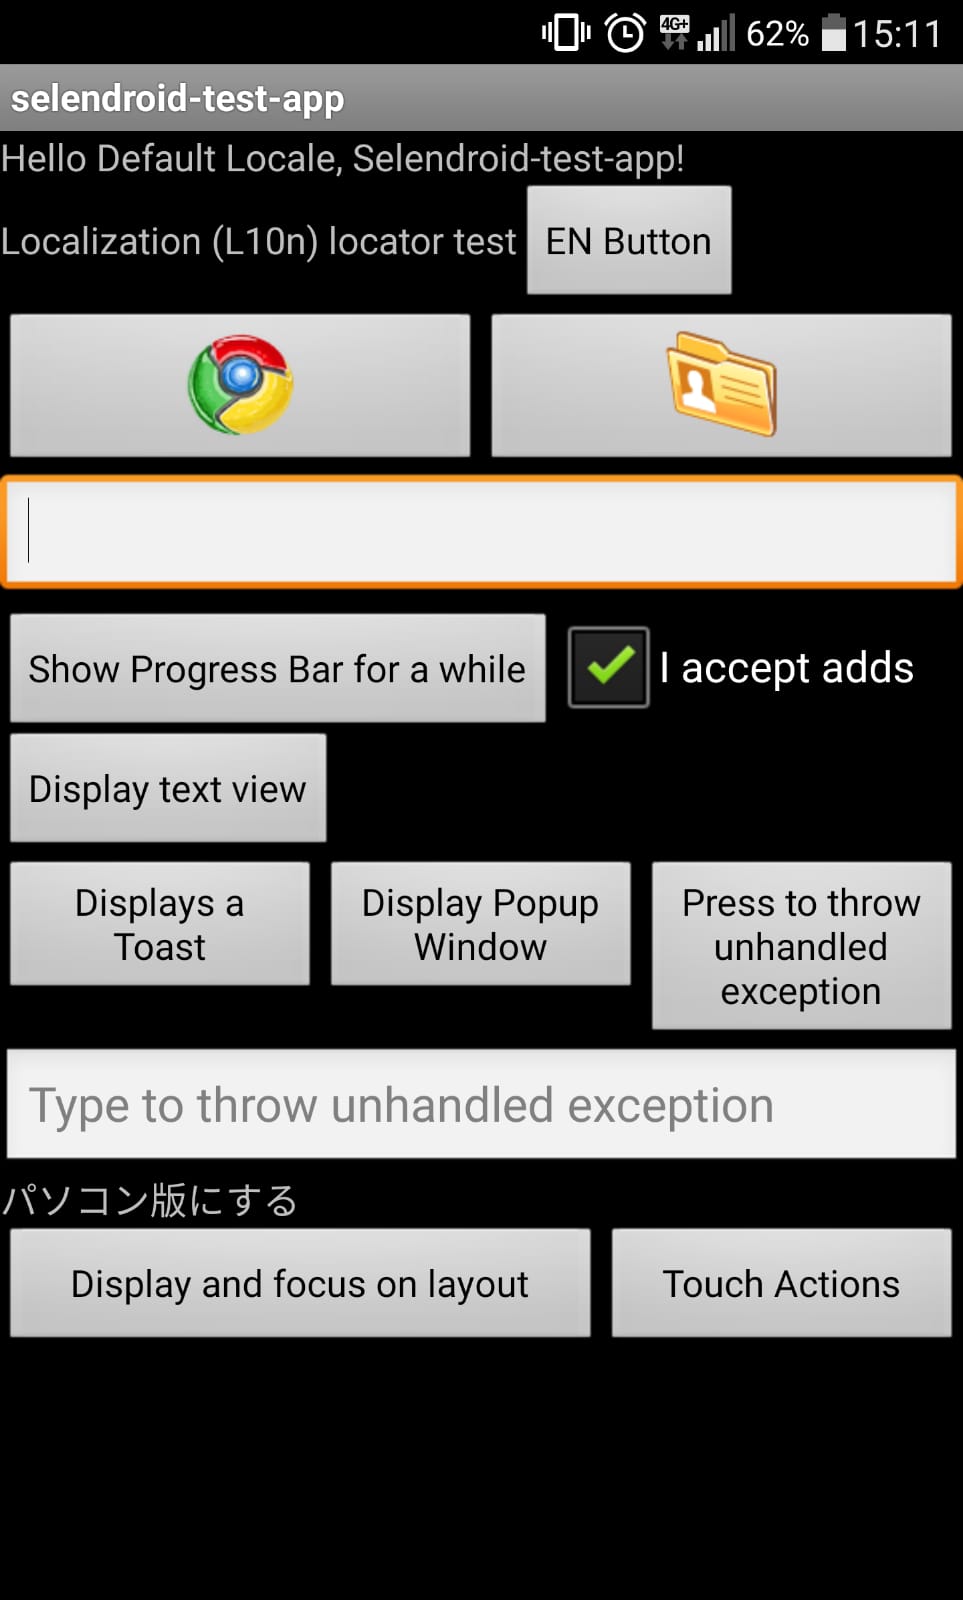 4G+ 62% 15:11
selendroid-test-app
Hello Default Locale, Selendroid-test-app!
Localization (L10n) locator test EN Button
Show Progress Bar for a while I accept adds
Display text view
Displays a
Toast
Display Popup
Window
Press to throw
unhandled
exception
Type to throw unhandled exception
パソコン版にする
Display and focus on layout Touch Actions